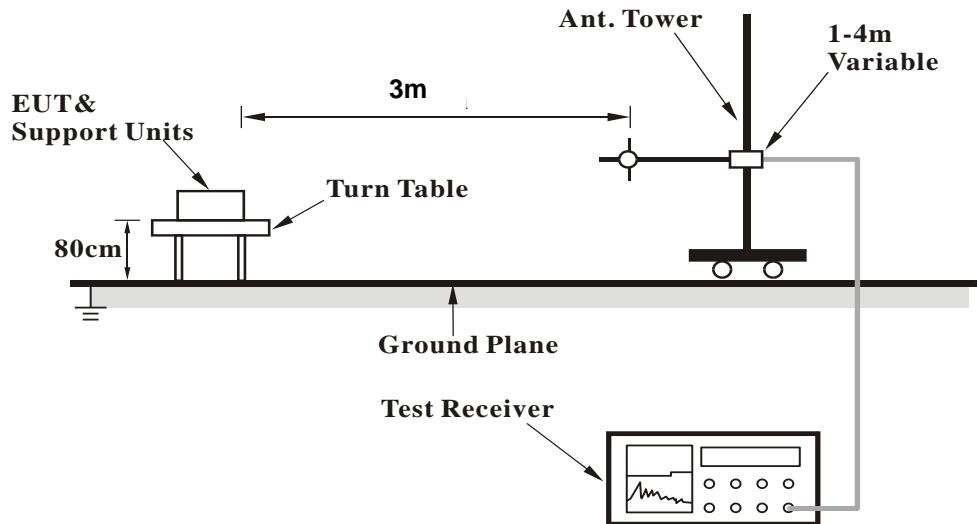 Ant. Tower
1-4m
Variable
3m
EUT&
Support Units
Turn Table
80cm
Ground Plane
Test Receiver